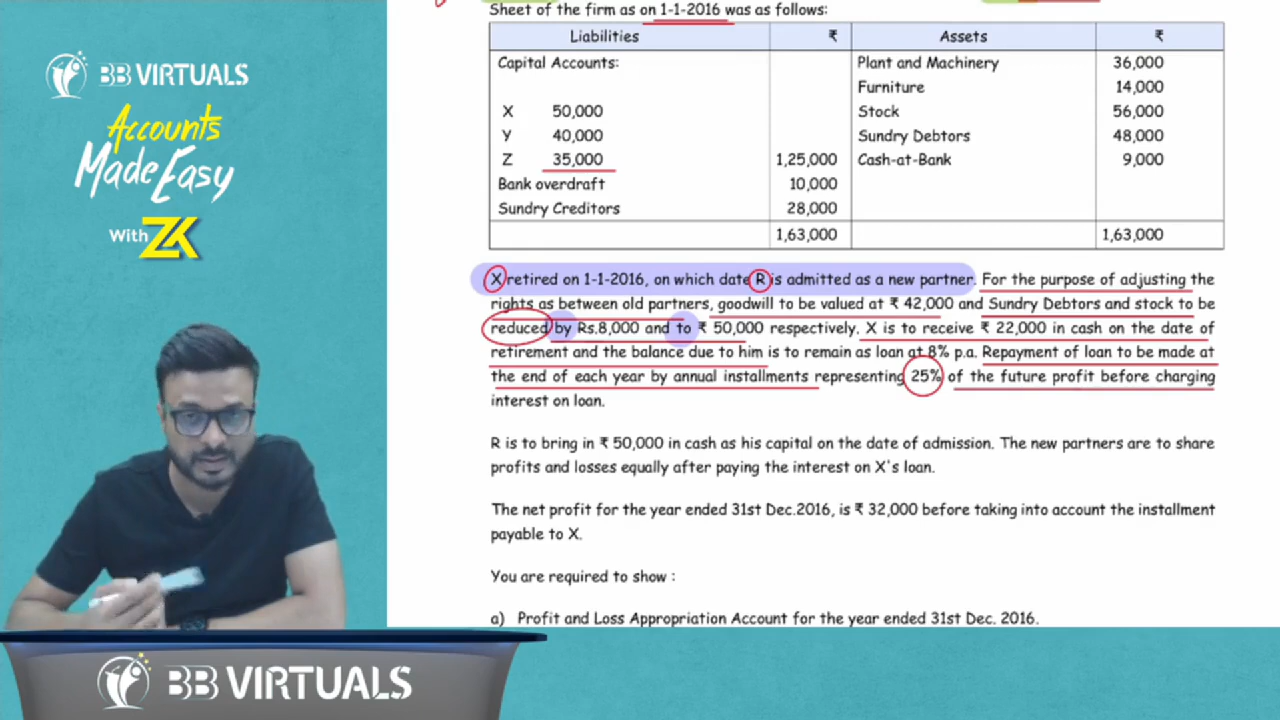 BB VIRTUALS
Accounts
Made Easy
With ZK
Sheet of the firm as on 1-1-2016 was as follows:
Liabilities ₹ Assets ₹
Capital Accounts: Plant and Machinery 36,000
Furniture 14,000
X 50,000 Stock 56,000
Y 40,000 Sundry Debtors 48,000
Z 35,000 1,25,000 Cash-at-Bank 9,000
Bank overdraft 10,000
Sundry Creditors 28,000
1,63,000 1,63,000
X retired on 1-1-2016, on which date R is admitted as a new partner. For the purpose of adjusting the
rights as between old partners, goodwill to be valued at ₹ 42,000 and Sundry Debtors and stock to be
reduced by Rs.8,000 and to ₹ 50,000 respectively. X is to receive ₹ 22,000 in cash on the date of
retirement and the balance due to him is to remain as loan at 8% p.a. Repayment of loan to be made at
the end of each year by annual installments representing 25% of the future profit before charging
interest on loan.
R is to bring in ₹ 50,000 in cash as his capital on the date of admission. The new partners are to share
profits and losses equally after paying the interest on X's loan.
The net profit for the year ended 31st Dec.2016, is ₹ 32,000 before taking into account the installment
payable to X.
You are required to show :
a) Profit and Loss Appropriation Account for the year ended 31st Dec. 2016.
BB VIRTUALS